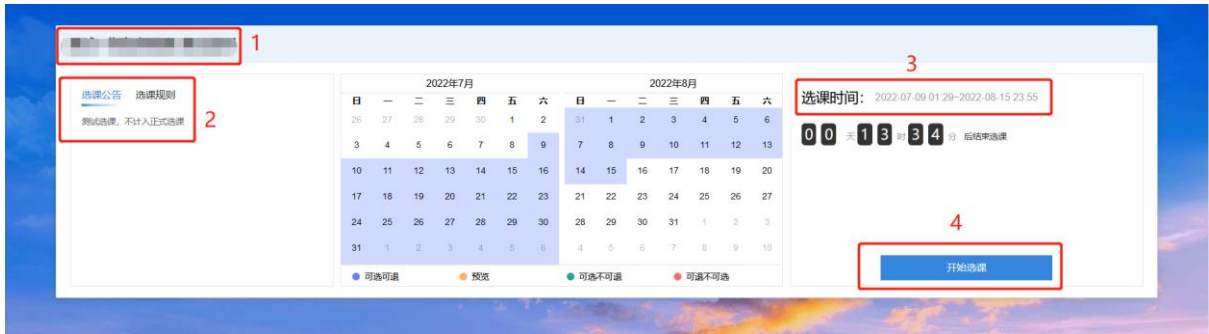 1
选课公告 选课规则
测试选课，不计入正式选课
2
2022年7月
日 一 二 三 四 五 六
26 27 28 29 30 1 2
3 4 5 6 7 8 9
10 11 12 13 14 15 16
17 18 19 20 21 22 23
24 25 26 27 28 29 30
31 1 2 3 4 5 6
2022年8月
日 一 二 三 四 五 六
31 1 2 3 4 5 6
7 8 9 10 11 12 13
14 15 16 17 18 19 20
21 22 23 24 25 26 27
28 29 30 31 1 2 3
4 5 6 7 8 9 10
可选可退 预览 可选不可退 可退不可选
3
选课时间： 2022-07-09 01:29~2022-08-15 23:55
00 天 13 时 34 分 后结束选课
4
开始选课